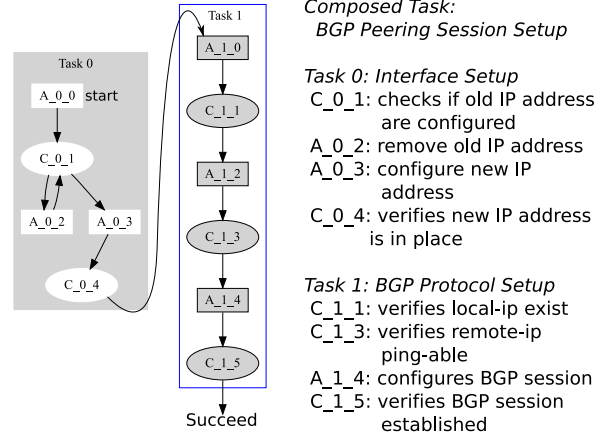 Task 0
A_0_0 start
C_0_1
A_0_2
A_0_3
C_0_4
Task 1
A_1_0
C_1_1
A_1_2
C_1_3
A_1_4
C_1_5
Succeed
Composed Task:
BGP Peering Session Setup
Task 0: Interface Setup
C_0_1: checks if old IP address
are configured
A_0_2: remove old IP address
A_0_3: configure new IP
address
C_0_4: verifies new IP address
is in place
Task 1: BGP Protocol Setup
C_1_1: verifies local-ip exist
C_1_3: verifies remote-ip
ping-able
A_1_4: configures BGP session
C_1_5: verifies BGP session
established